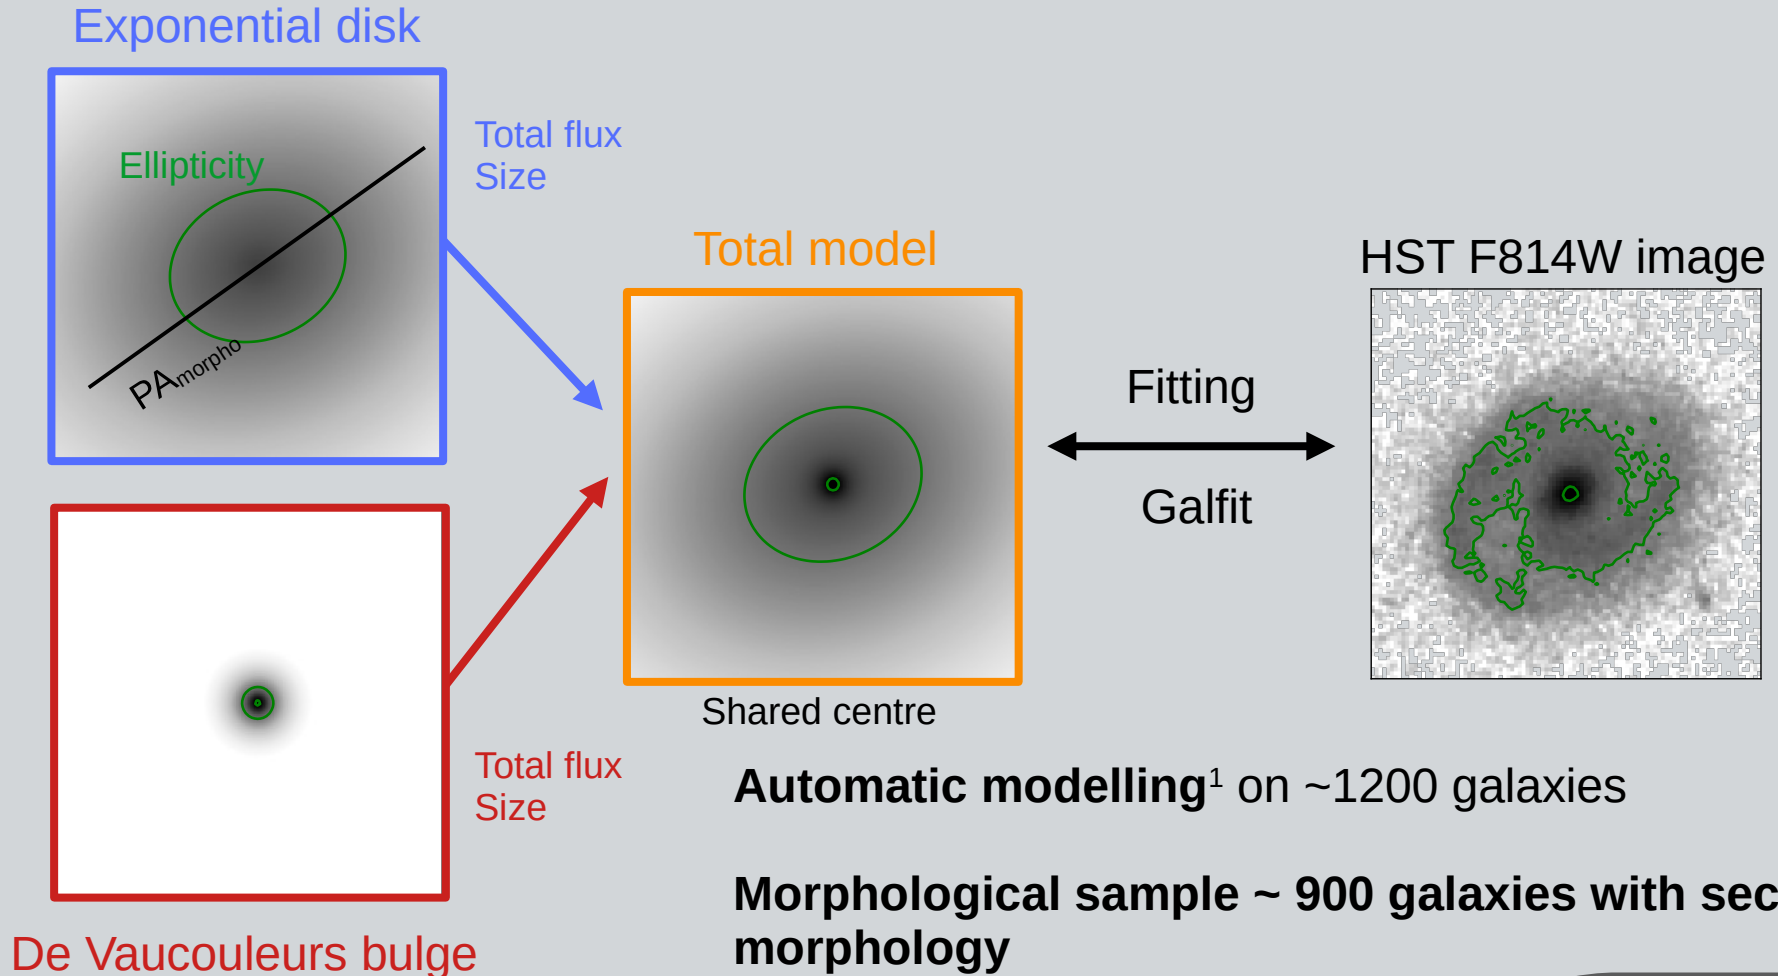 Exponential disk
Ellipticity
PAmorpho
Total flux
Size
Total model
Shared centre
Fitting
Galfit
HST F814W image
De Vaucouleurs bulge
Total flux
Size
Automatic modelling¹ on ~1200 galaxies
Morphological sample ~ 900 galaxies with
morphology